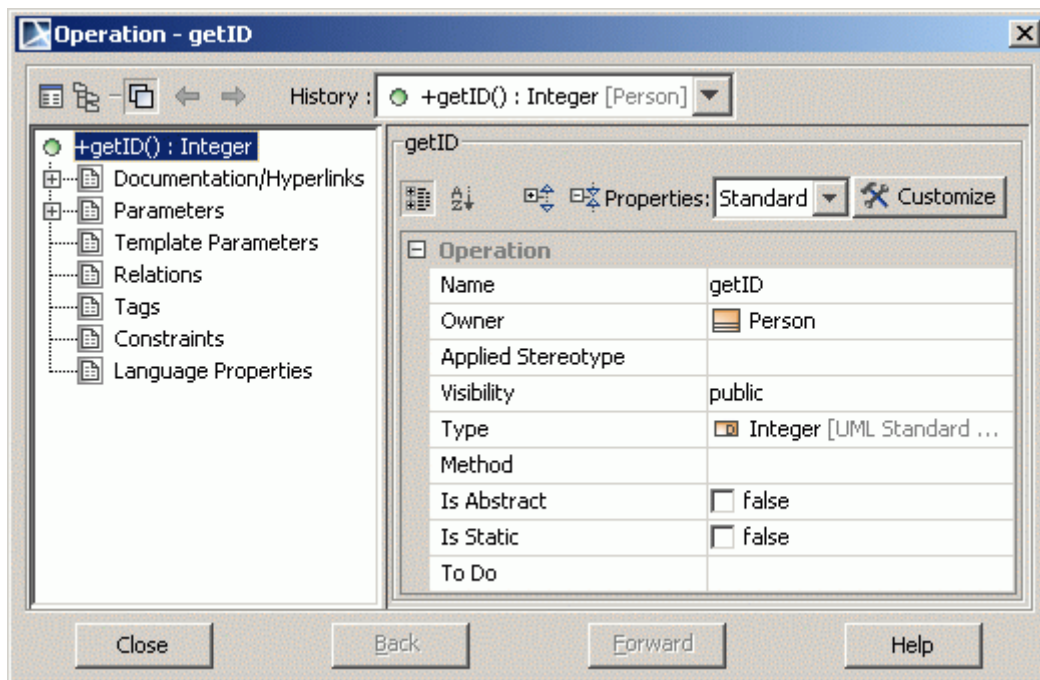 Operation - getID
History : +getID() : Integer [Person]
+getID() : Integer
Documentation/Hyperlinks
Parameters
Template Parameters
Relations
Tags
Constraints
Language Properties
getID
Properties: Standard Customize
Operation
Name getID
Owner Person
Applied Stereotype
Visibility public
Type Integer [UML Standard ...
Method
Is Abstract false
Is Static false
To Do
Close Back Forward Help